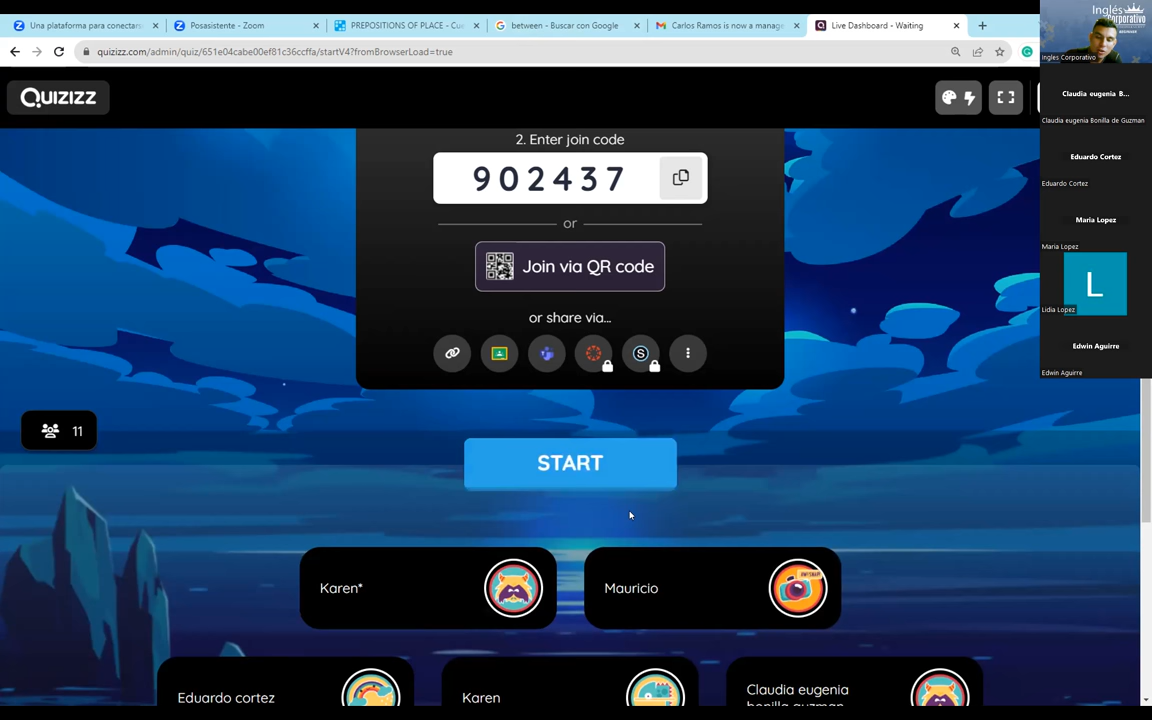 Una plataforma para conectar
Posasistente - Zoom
PREPOSITIONS OF PLACE - Cu
between - Buscar con Google
Carlos Ramos is now a manag
Live Dashboard - Waiting
quizizz.com/admin/quiz/651e04cabe00ef81c36ccffa/startV4?fromBrowserLoad=true
QUIZIZZ
2. Enter join code
902437
or
Join via QR code
or share via...
11
START
Karen*
Mauricio
Eduardo cortez
Karen
Claudia eugenia
bonilla guzman
Inglés
Corporativo
Inglés Corporativo
Claudia eugenia B...
Claudia eugenia Bonilla de Guzman
Eduardo Cortez
Eduardo Cortez
Maria Lopez
Maria Lopez
L
Lidia Lopez
Edwin Aguirre
Edwin Aguirre